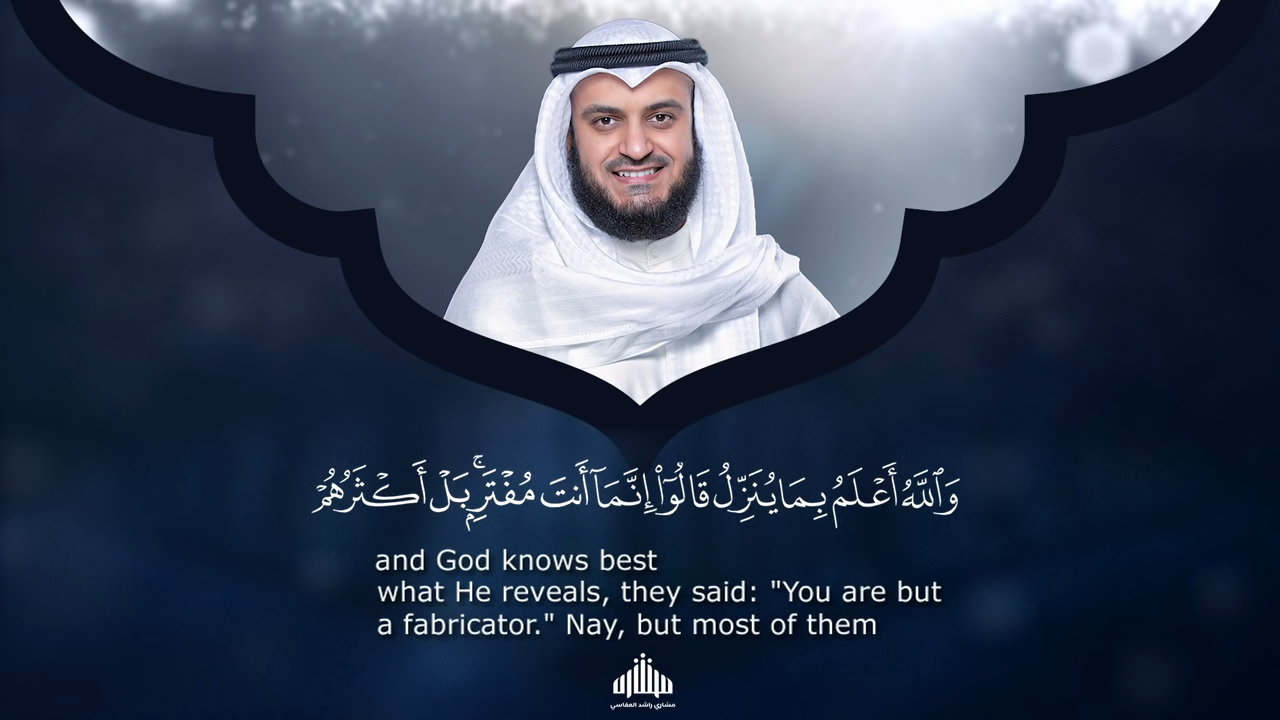 وَٱللَّهُ أَعۡلَمُ بِمَا يُنَزِّلُ قَالُوٓاْ إِنَّمَآ أَنتَ مُفۡتَرِۭۚ بَلۡ أَكۡثَرُهُمۡ
and God knows best
what He reveals, they said: "You are but
a fabricator." Nay, but most of them
مشاري راشد العفاسي